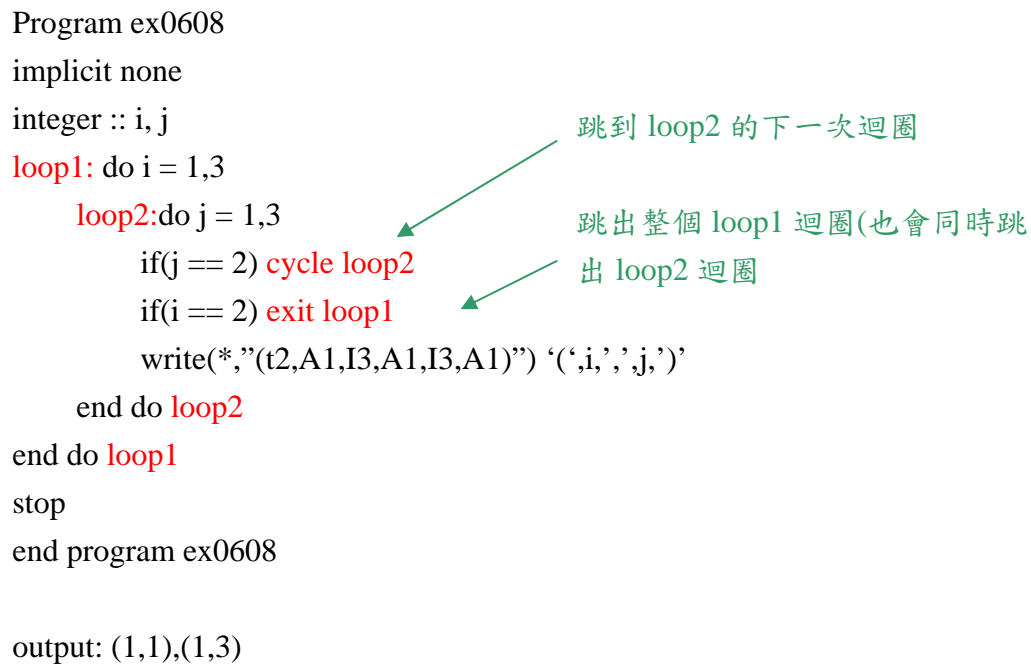 Program ex0608
implicit none
integer :: i, j
loop1: do i = 1,3
loop2:do j = 1,3
if(j == 2) cycle loop2
if(i == 2) exit loop1
write(*,”(t2,A1,I3,A1,I3,A1)”) ‘(‘,i,’,’,j,’)’
end do loop2
end do loop1
stop
end program ex0608
跳到 loop2 的下一次迴圈
跳出整個 loop1 迴圈(也會同時跳
出 loop2 迴圈
output: (1,1),(1,3)